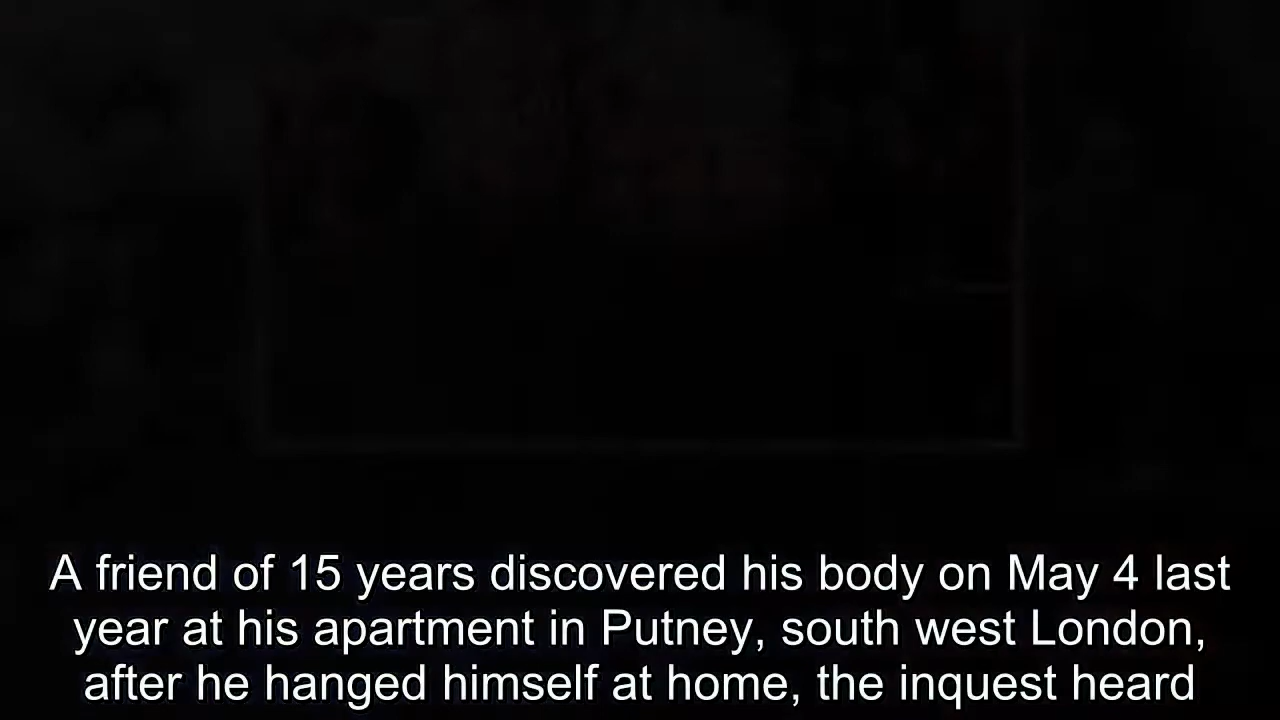 A friend of 15 years discovered his body on May 4 last
year at his apartment in Putney, south west London,
after he hanged himself at home, the inquest heard